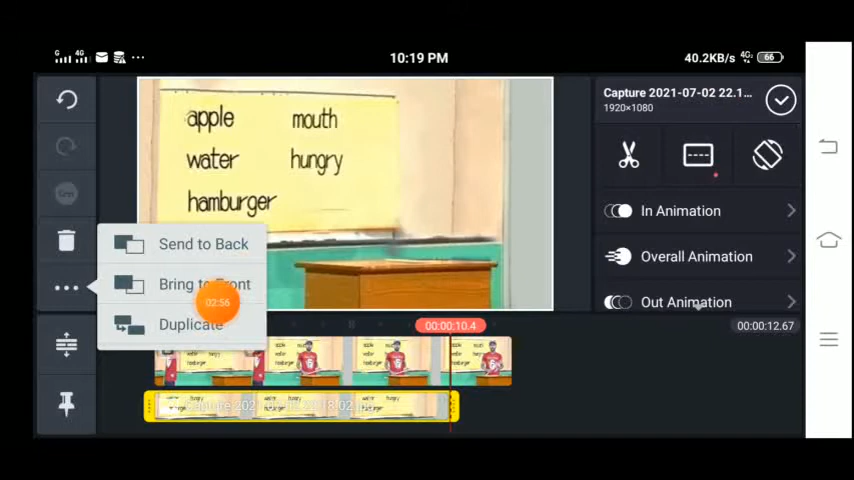 10:19 PM
40.2KB/s 4G 66
Capture 2021-07-02 22.1...
1920×1080
apple mouth
water hungry
hamburger
In Animation
Overall Animation
Out Animation
Send to Back
Bring to Front
02:56
Duplicate
00:00:10.4
00:00:12.67